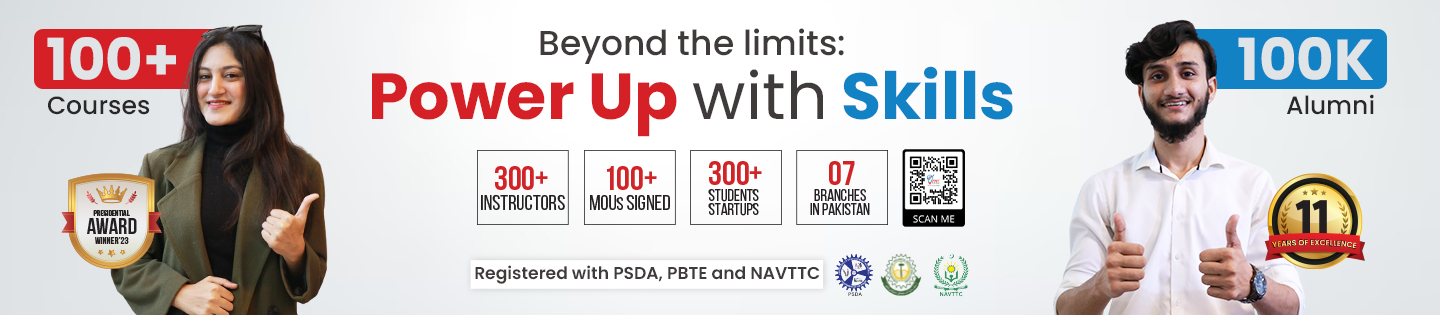 100+
Courses
PRESIDENTIAL
AWARD
WINNER'23
Beyond the limits:
Power Up with Skills
300+
INSTRUCTORS
100+
MOUs SIGNED
300+
STUDENTS
STARTUPS
07
BRANCHES
IN PAKISTAN
SCAN ME
Registered with PSDA, PBTE and NAVTTC
PSDA
NAVTTC
100K
Alumni
11
YEARS OF EXCELLENCE